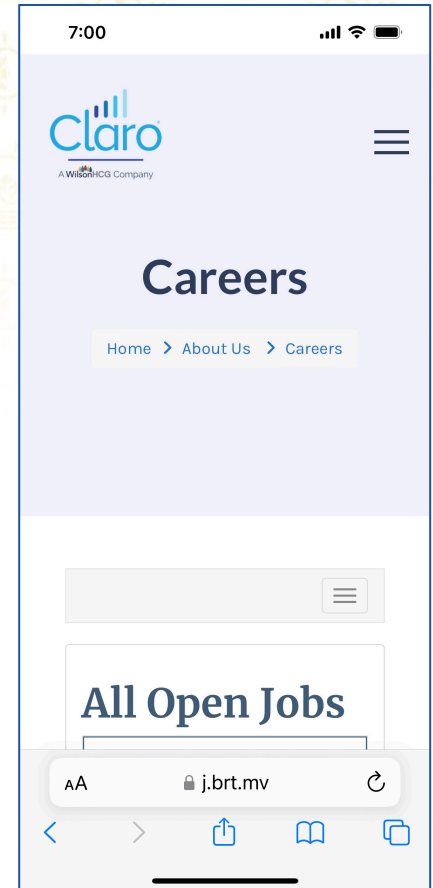 7:00
Claro
A WilsonHCG Company
Careers
Home > About Us > Careers
All Open Jobs
AA
j.brt.mv